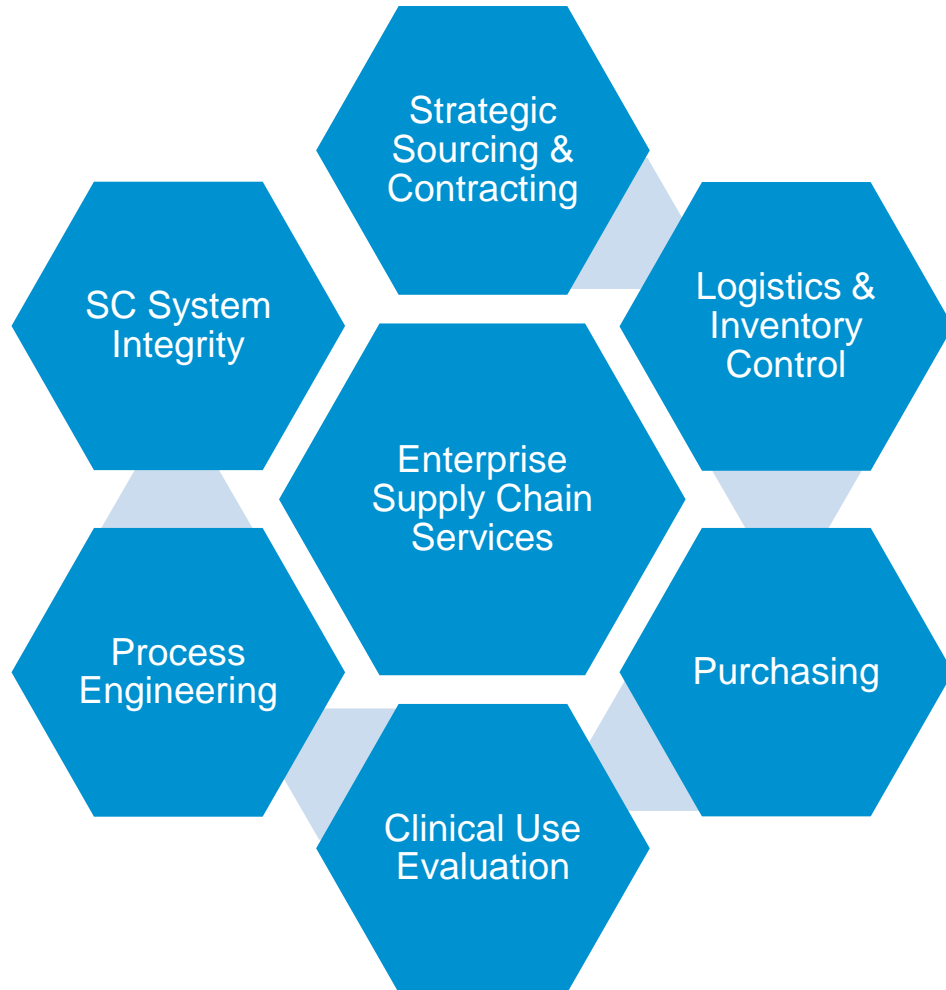 Strategic
Sourcing &
Contracting
SC System
Integrity
Logistics &
Inventory
Control
Enterprise
Supply Chain
Services
Process
Engineering
Purchasing
Clinical Use
Evaluation